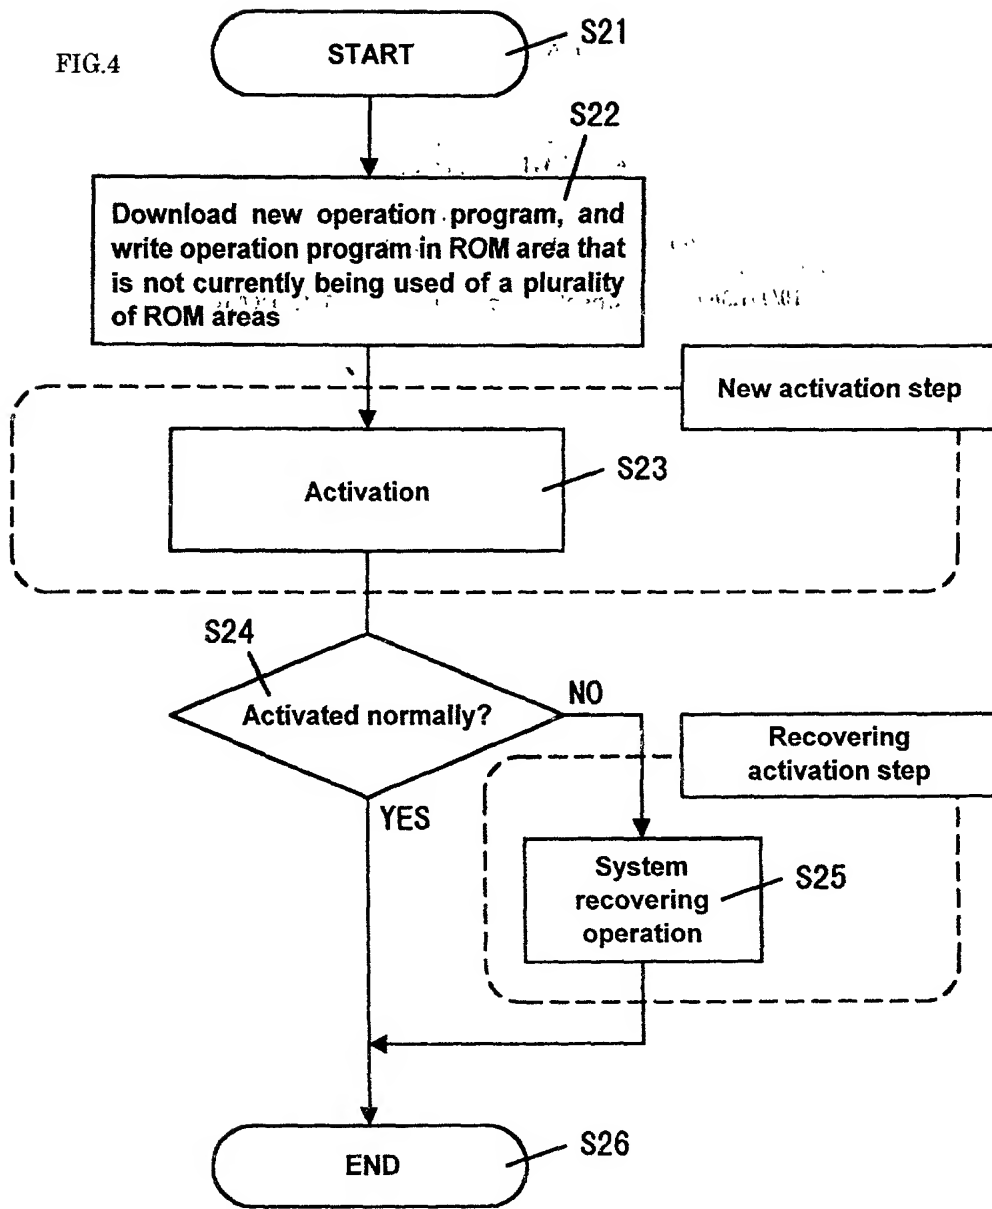 FIG.4
START
S21
S22
Download new operation program, and
write operation program in ROM area that
is not currently being used of a plurality
of ROM areas
New activation step
Activation
S23
S24
Activated normally?
NO
YES
Recovering
activation step
System
recovering
operation
S25
END
S26